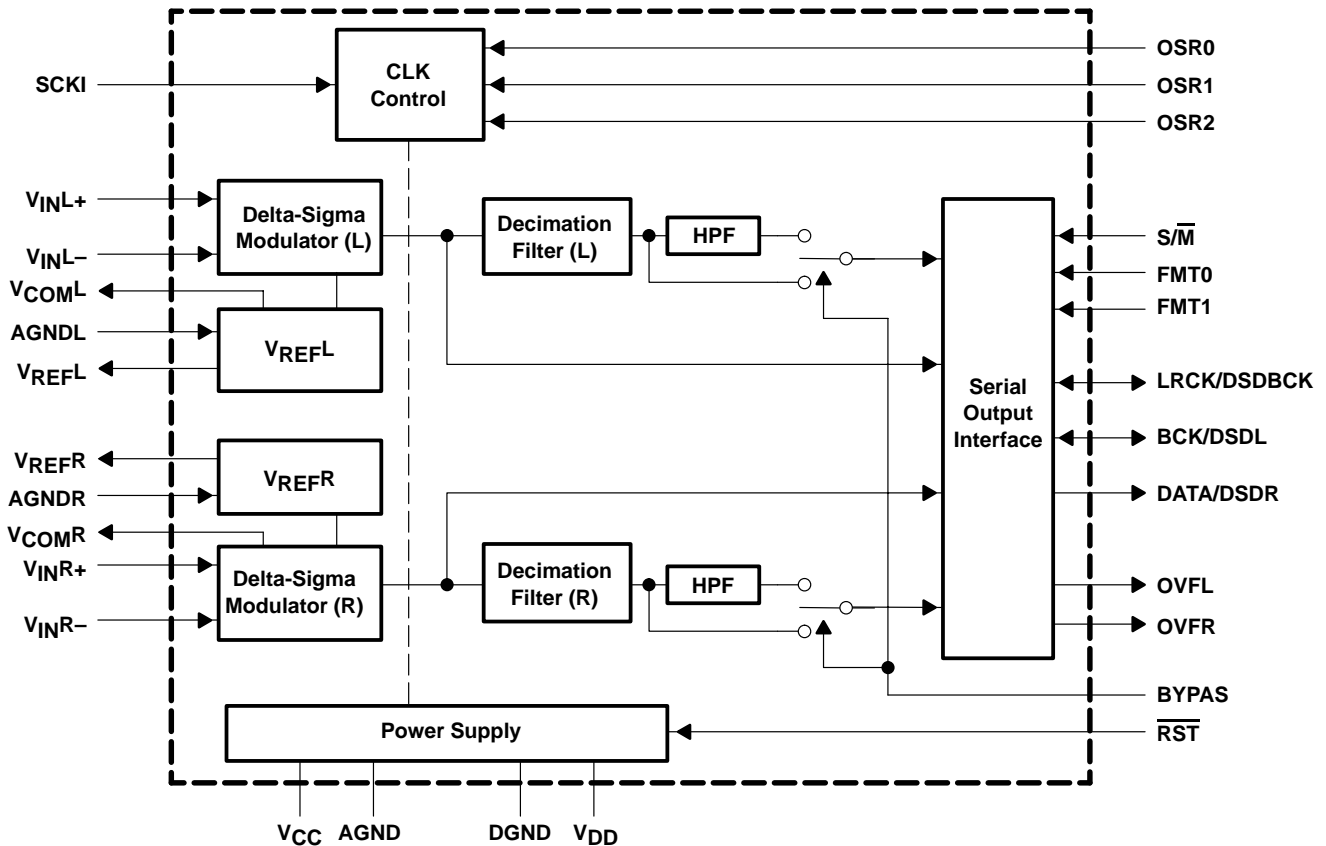 SCKI
CLK
Control
OSR0
OSR1
OSR2
VINL+
VINL–
VCOML
AGNDL
VREFL
Delta-Sigma
Modulator (L)
VREFL
Decimation
Filter (L)
HPF
Serial
Output
Interface
S/M̅
FMT0
FMT1
LRCK/DSDBCK
BCK/DSDL
DATA/DSDR
OVFL
OVFR
BYPAS
R̅S̅T̅
VREFR
AGNDR
VCOMR
VINR+
VINR–
VREFR
Delta-Sigma
Modulator (R)
Decimation
Filter (R)
HPF
Power Supply
VCC
AGND
DGND
VDD